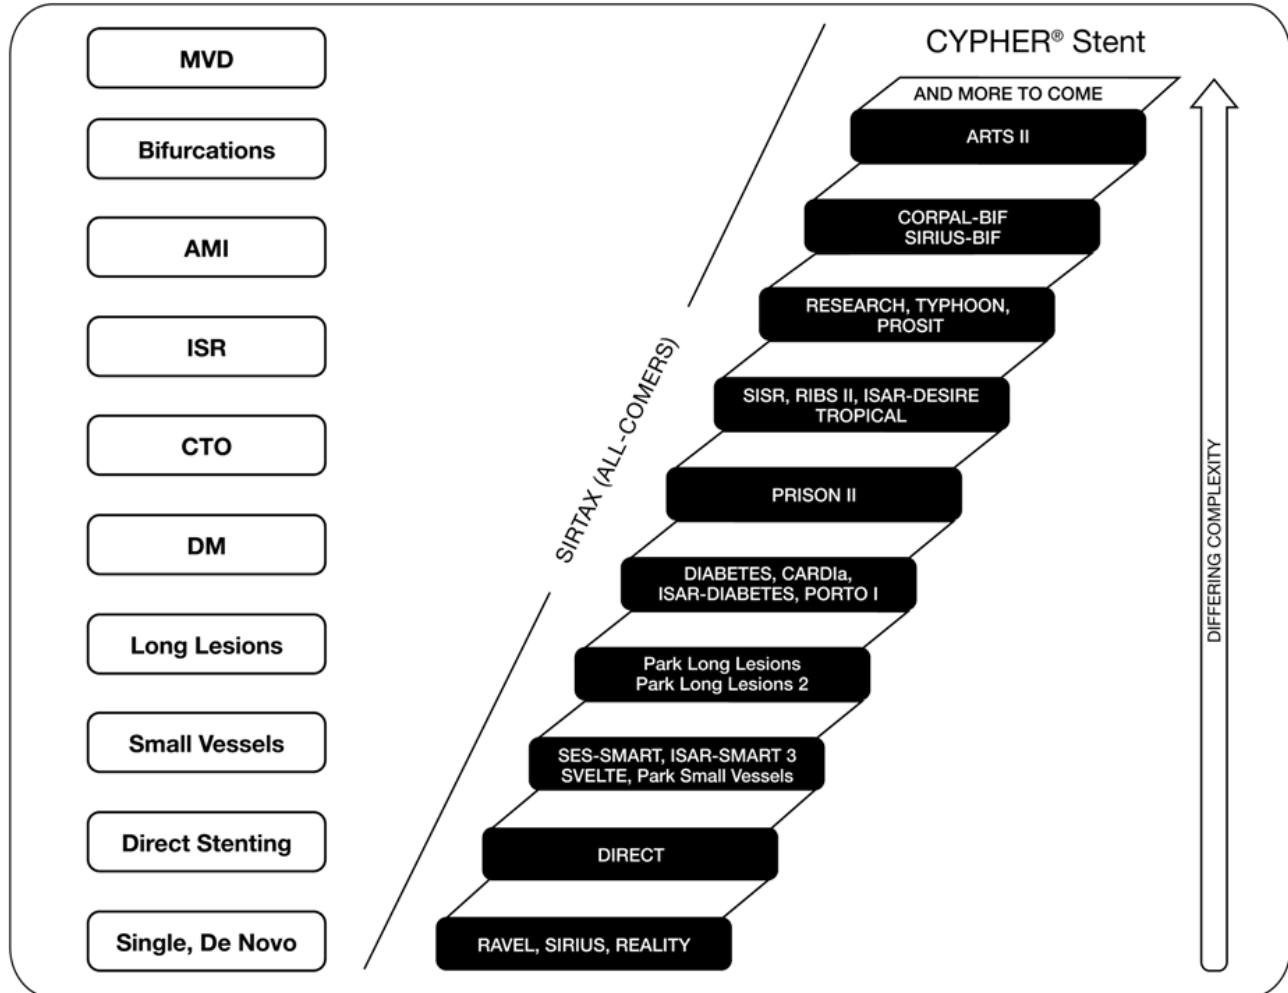 CYPHER® Stent
MVD
AND MORE TO COME
ARTS II
Bifurcations
CORPAL-BIF
SIRIUS-BIF
AMI
RESEARCH, TYPHOON,
PROSIT
ISR
SISR, RIBS II, ISAR-DESIRE
TROPICAL
CTO
PRISON II
DM
DIABETES, CARDIa,
ISAR-DIABETES, PORTO I
Long Lesions
Park Long Lesions
Park Long Lesions 2
Small Vessels
SES-SMART, ISAR-SMART 3
SVELTE, Park Small Vessels
Direct Stenting
DIRECT
Single, De Novo
RAVEL, SIRIUS, REALITY
SIRTAX (ALL-COMERS)
DIFFERING COMPLEXITY